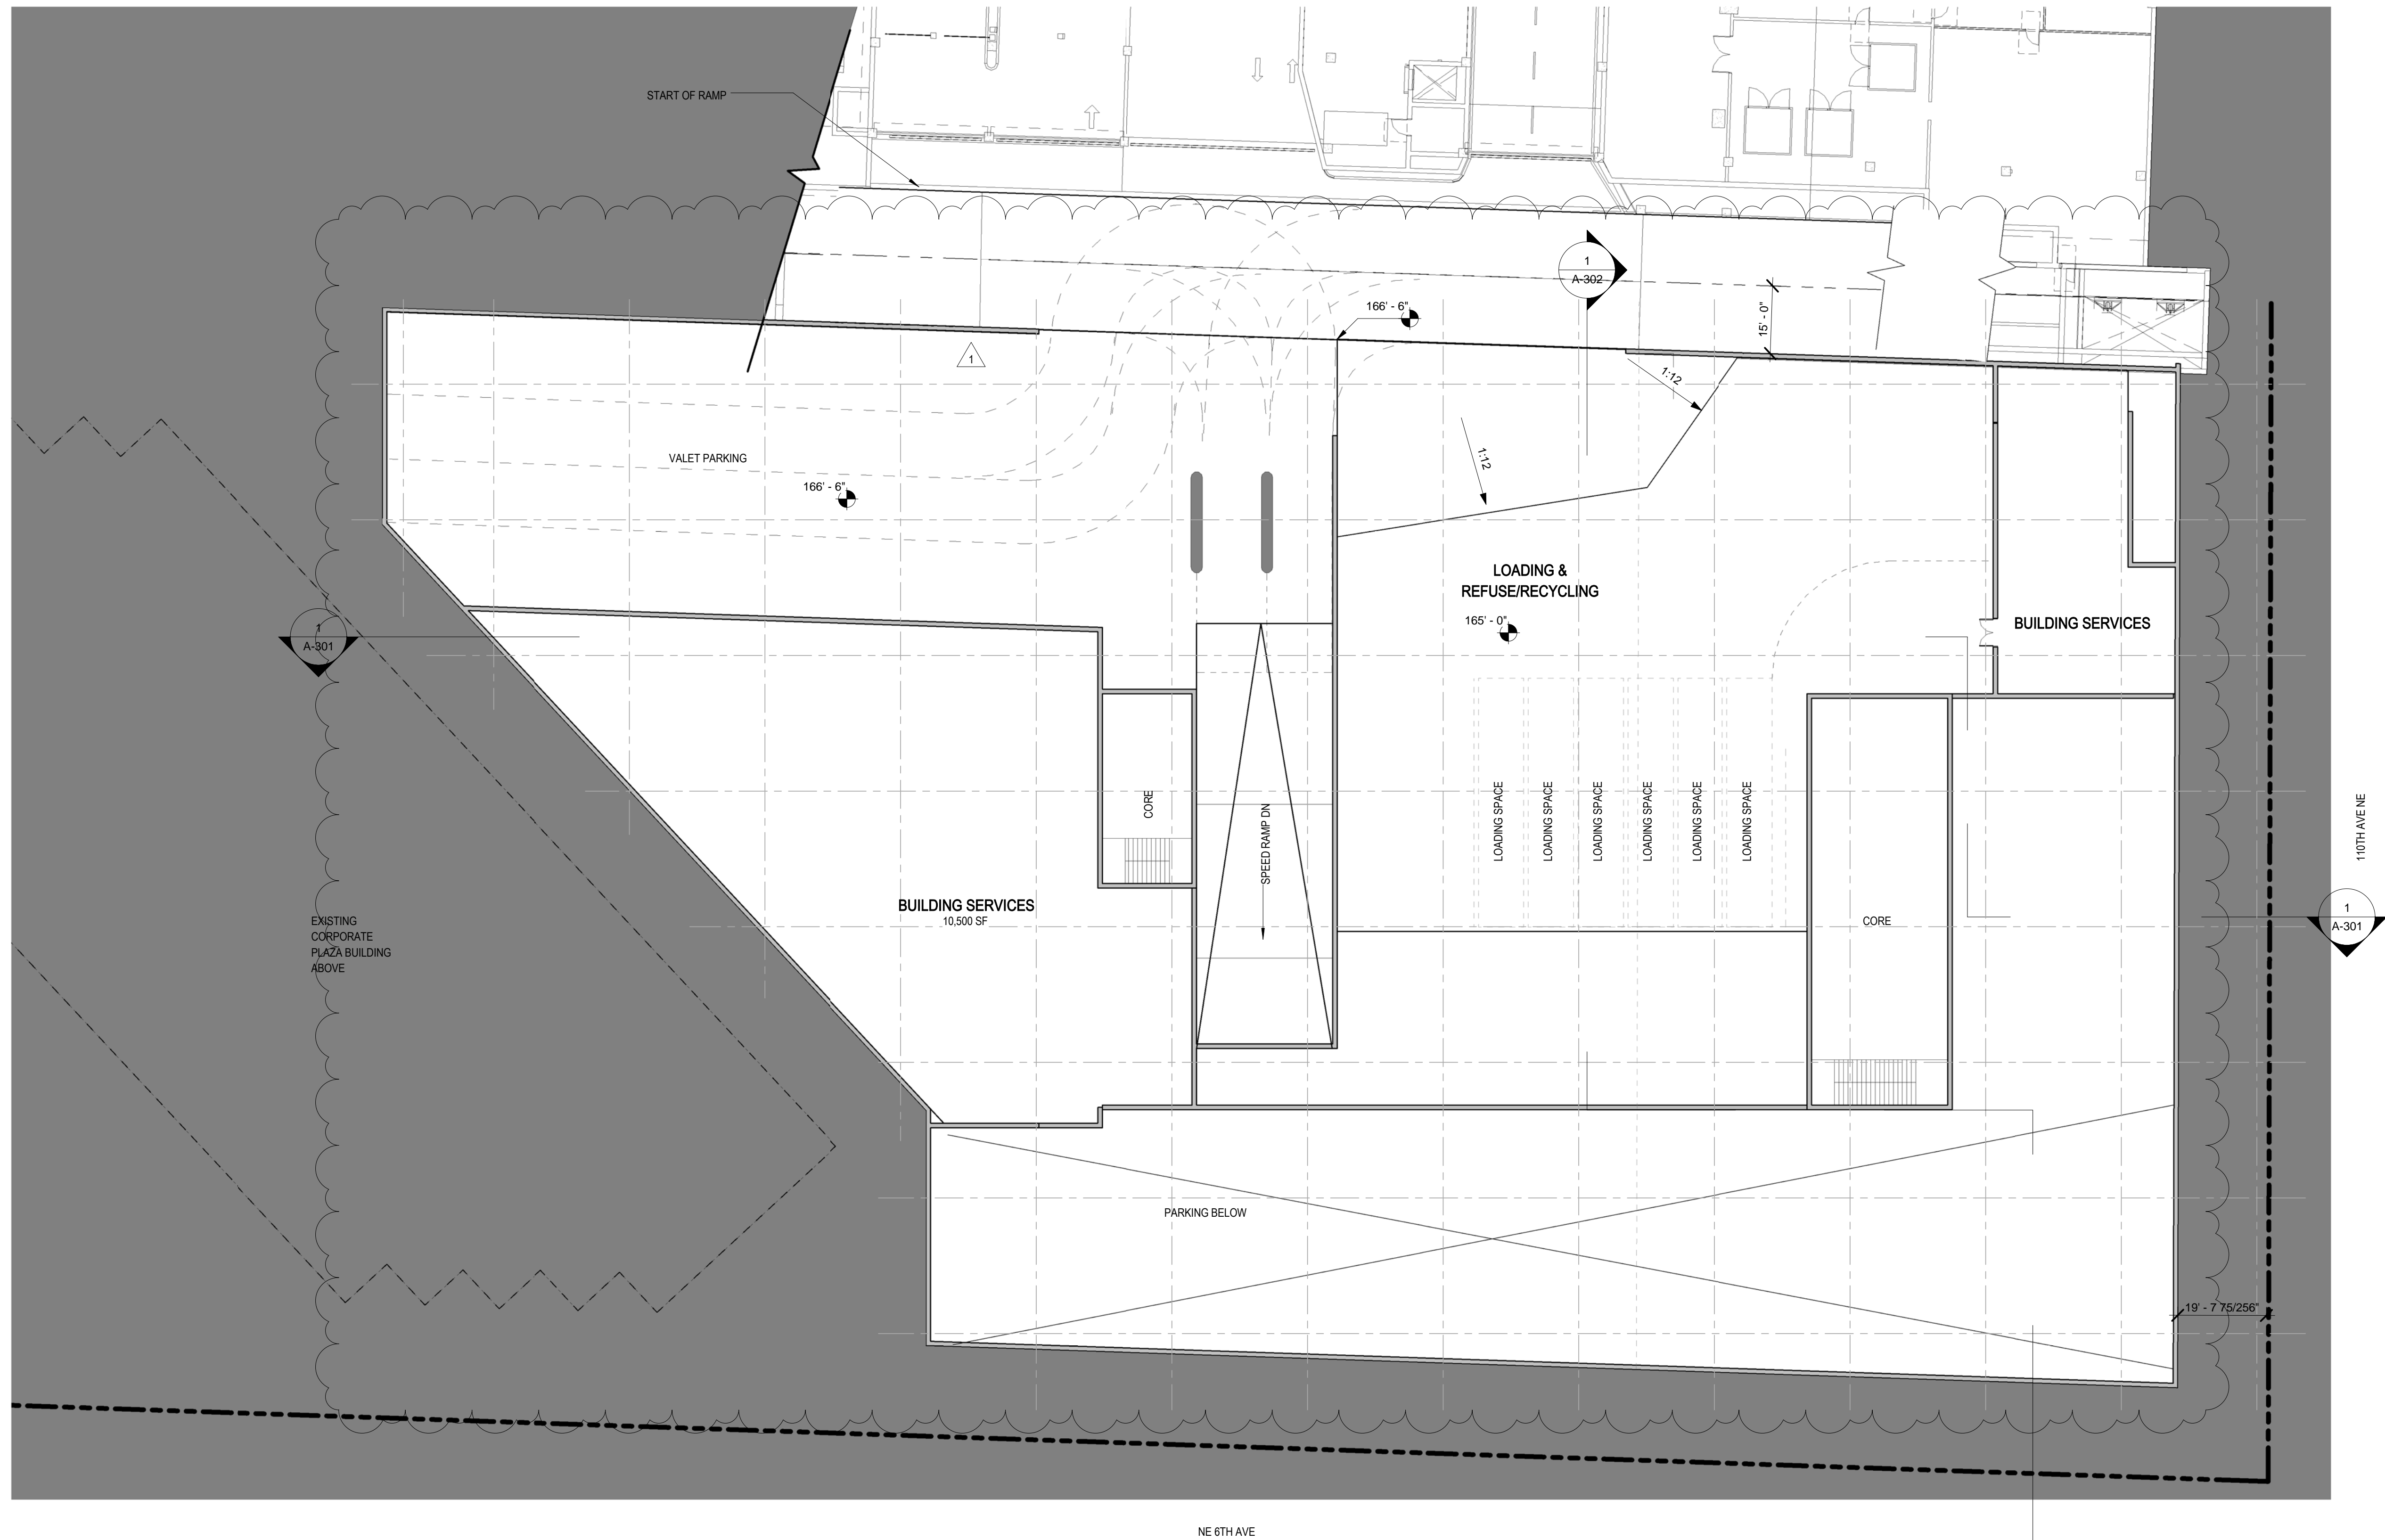 START OF RAMP
1
A-302
166' - 6"
15' - 0"
1
1:12
1:12
VALET PARKING
166' - 6"
LOADING &
REFUSE/RECYCLING
165' - 0"
BUILDING SERVICES
1
A-301
CORE
SPEED RAMP DN
LOADING SPACE
LOADING SPACE
LOADING SPACE
LOADING SPACE
LOADING SPACE
LOADING SPACE
110TH AVE NE
BUILDING SERVICES
10,500 SF
CORE
1
A-301
EXISTING
CORPORATE
PLAZA BUILDING
ABOVE
PARKING BELOW
19' - 7 75/256"
NE 6TH AVE